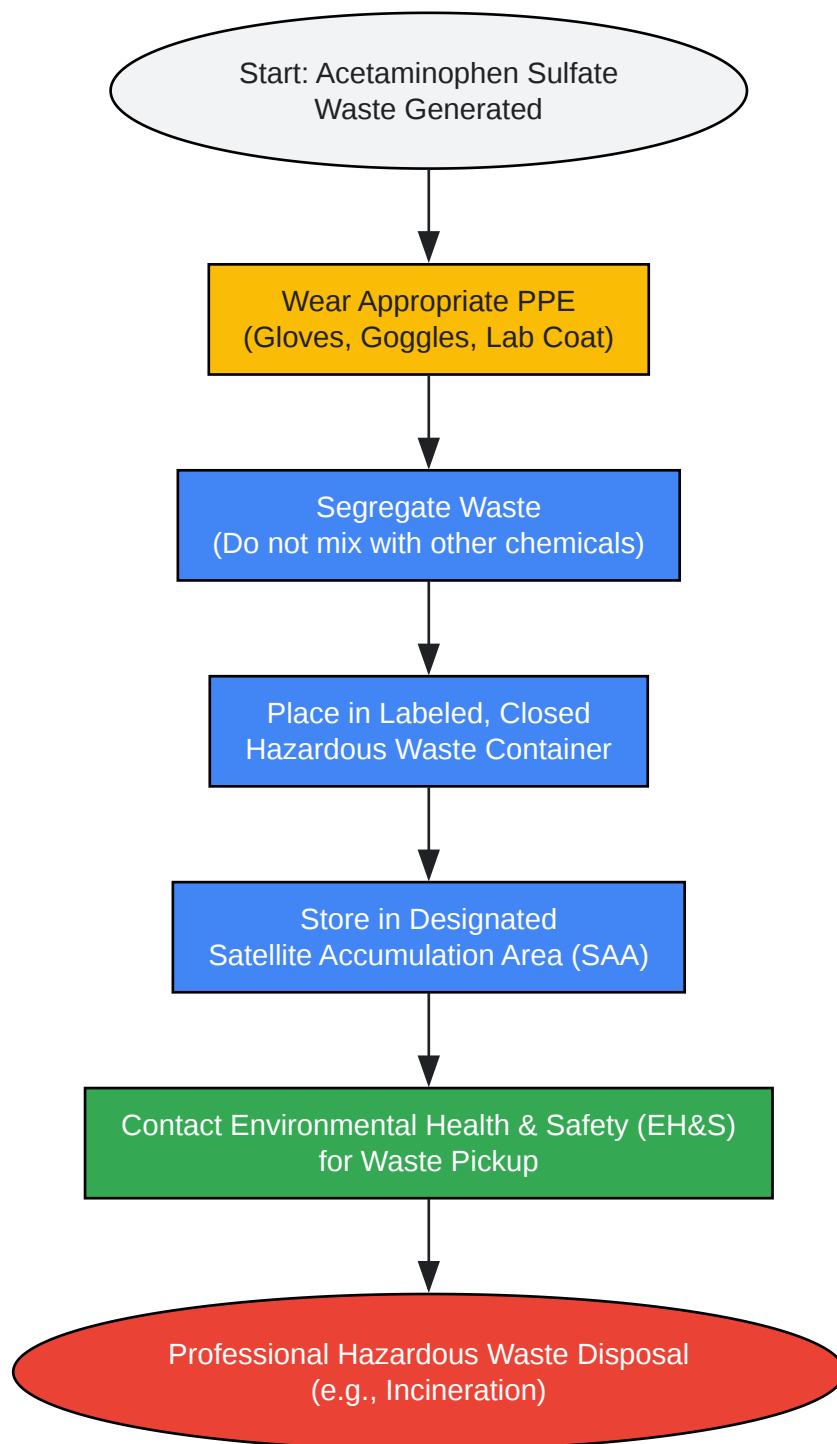 Start: Acetaminophen Sulfate
Waste Generated
Wear Appropriate PPE
(Gloves, Goggles, Lab Coat)
Segregate Waste
(Do not mix with other chemicals)
Place in Labeled, Closed
Hazardous Waste Container
Store in Designated
Satellite Accumulation Area (SAA)
Contact Environmental Health & Safety (EH&S)
for Waste Pickup
Professional Hazardous Waste Disposal
(e.g., Incineration)